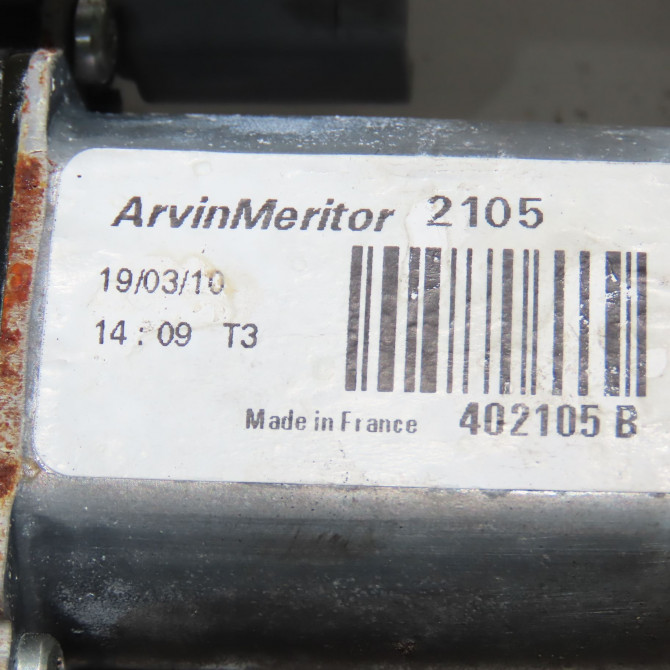 ArvinMeritor 2105
19/03/10
14:09 T3
Made in France 402105 B